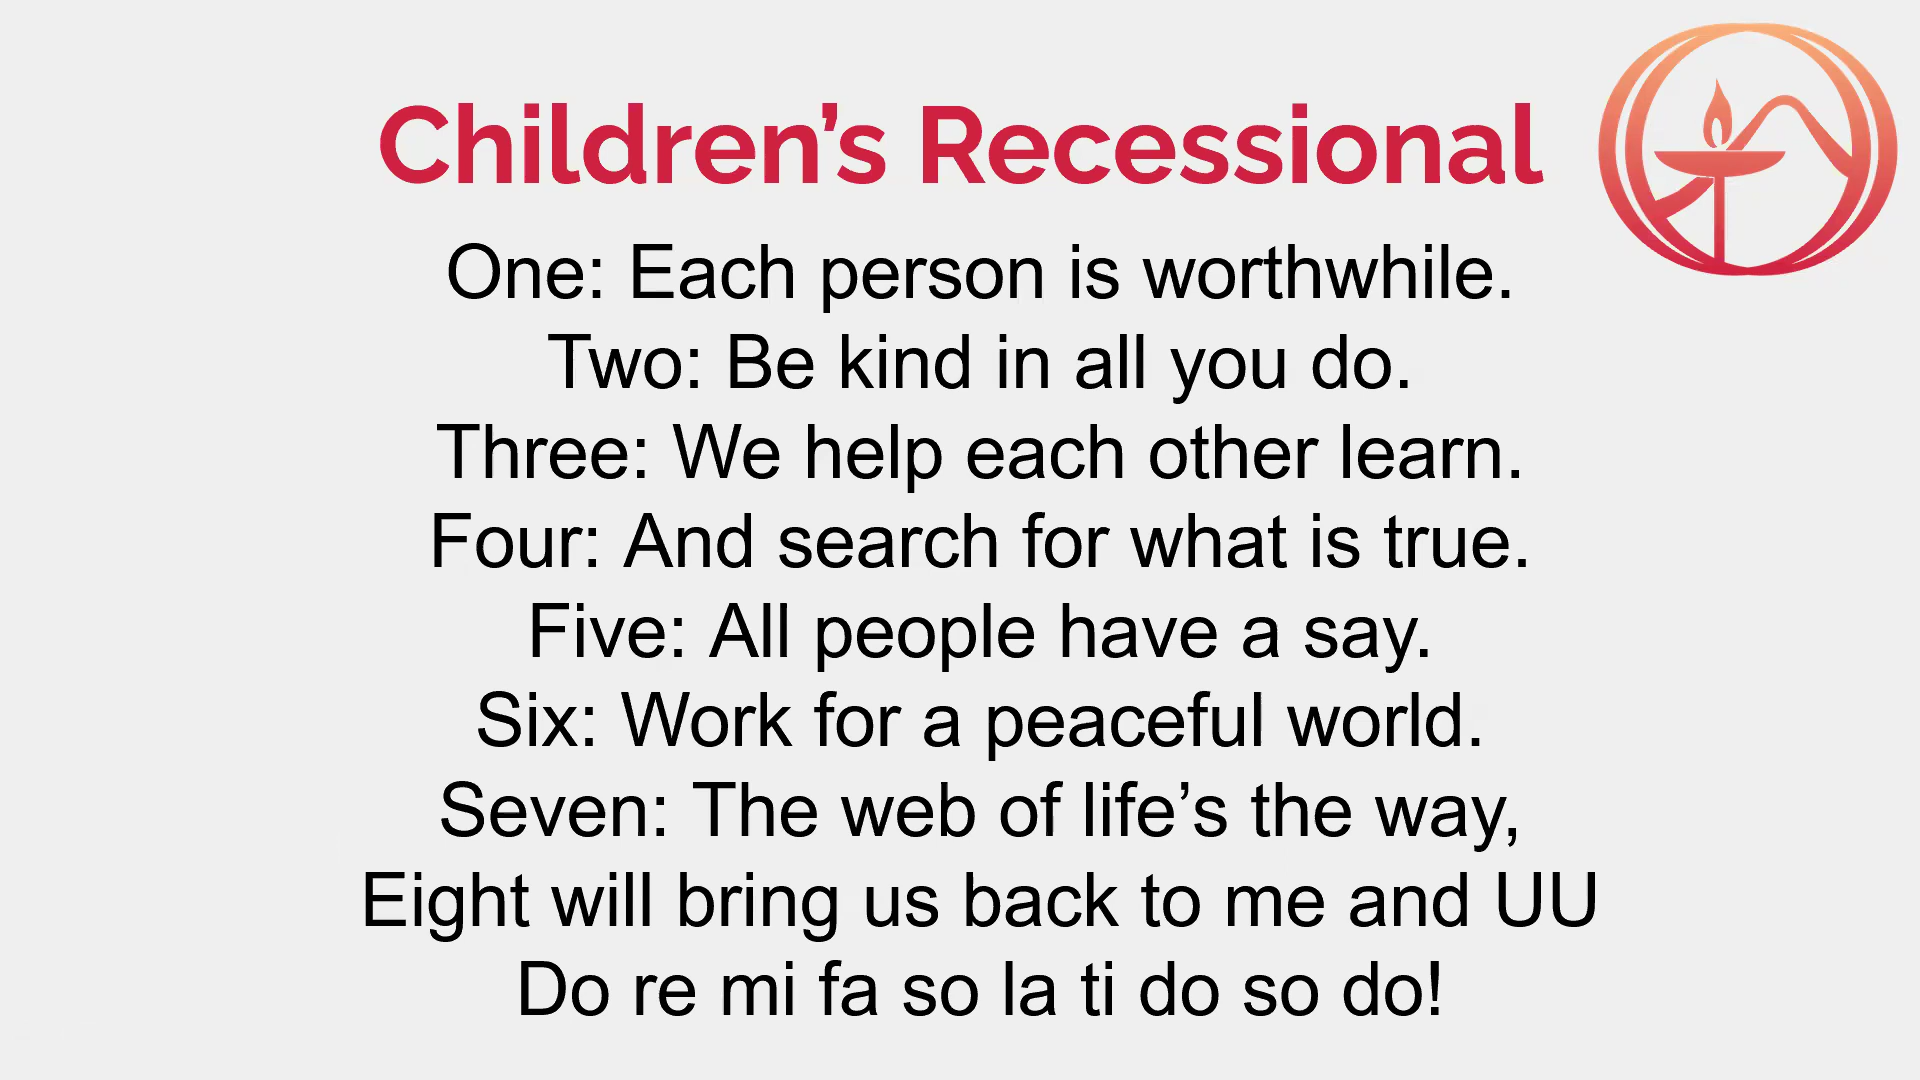 Children’s Recessional
One: Each person is worthwhile.
Two: Be kind in all you do.
Three: We help each other learn.
Four: And search for what is true.
Five: All people have a say.
Six: Work for a peaceful world.
Seven: The web of life’s the way,
Eight will bring us back to me and UU
Do re mi fa so la ti do so do!